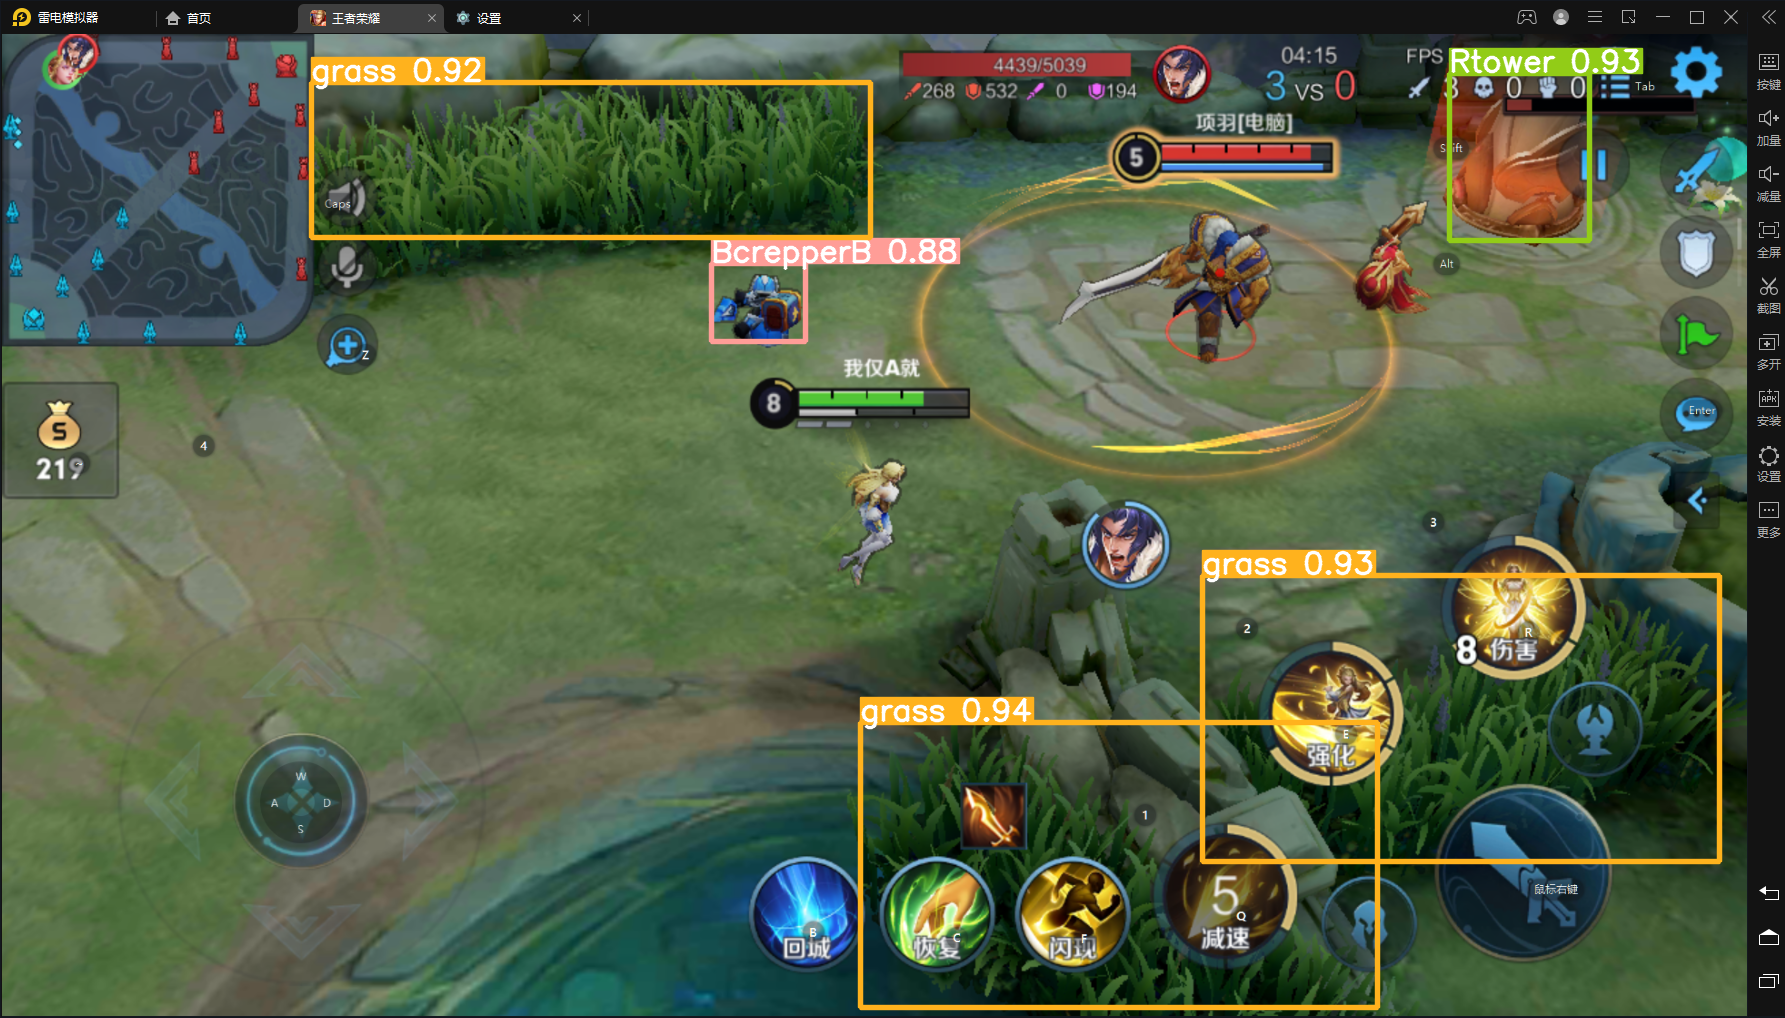 雷电模拟器
首页
王者荣耀
设置
grass 0.92
4439/5039
268 532 0 194
04:15
3 VS 0
FPS
Rtower 0.93
3 0 0
Tab
按键
加量
减量
全屏
截图
多开
安装
设置
更多
项羽[电脑]
5
Caps
Alt
BcrepperB 0.88
Z
我仅A就
8
Enter
S
219
4
3
2
grass 0.93
R
8 伤害
E
强化
grass 0.94
W
A D
S
1
5
Q
减速
B
回城
C
恢复
F
闪现
鼠标右键
APK